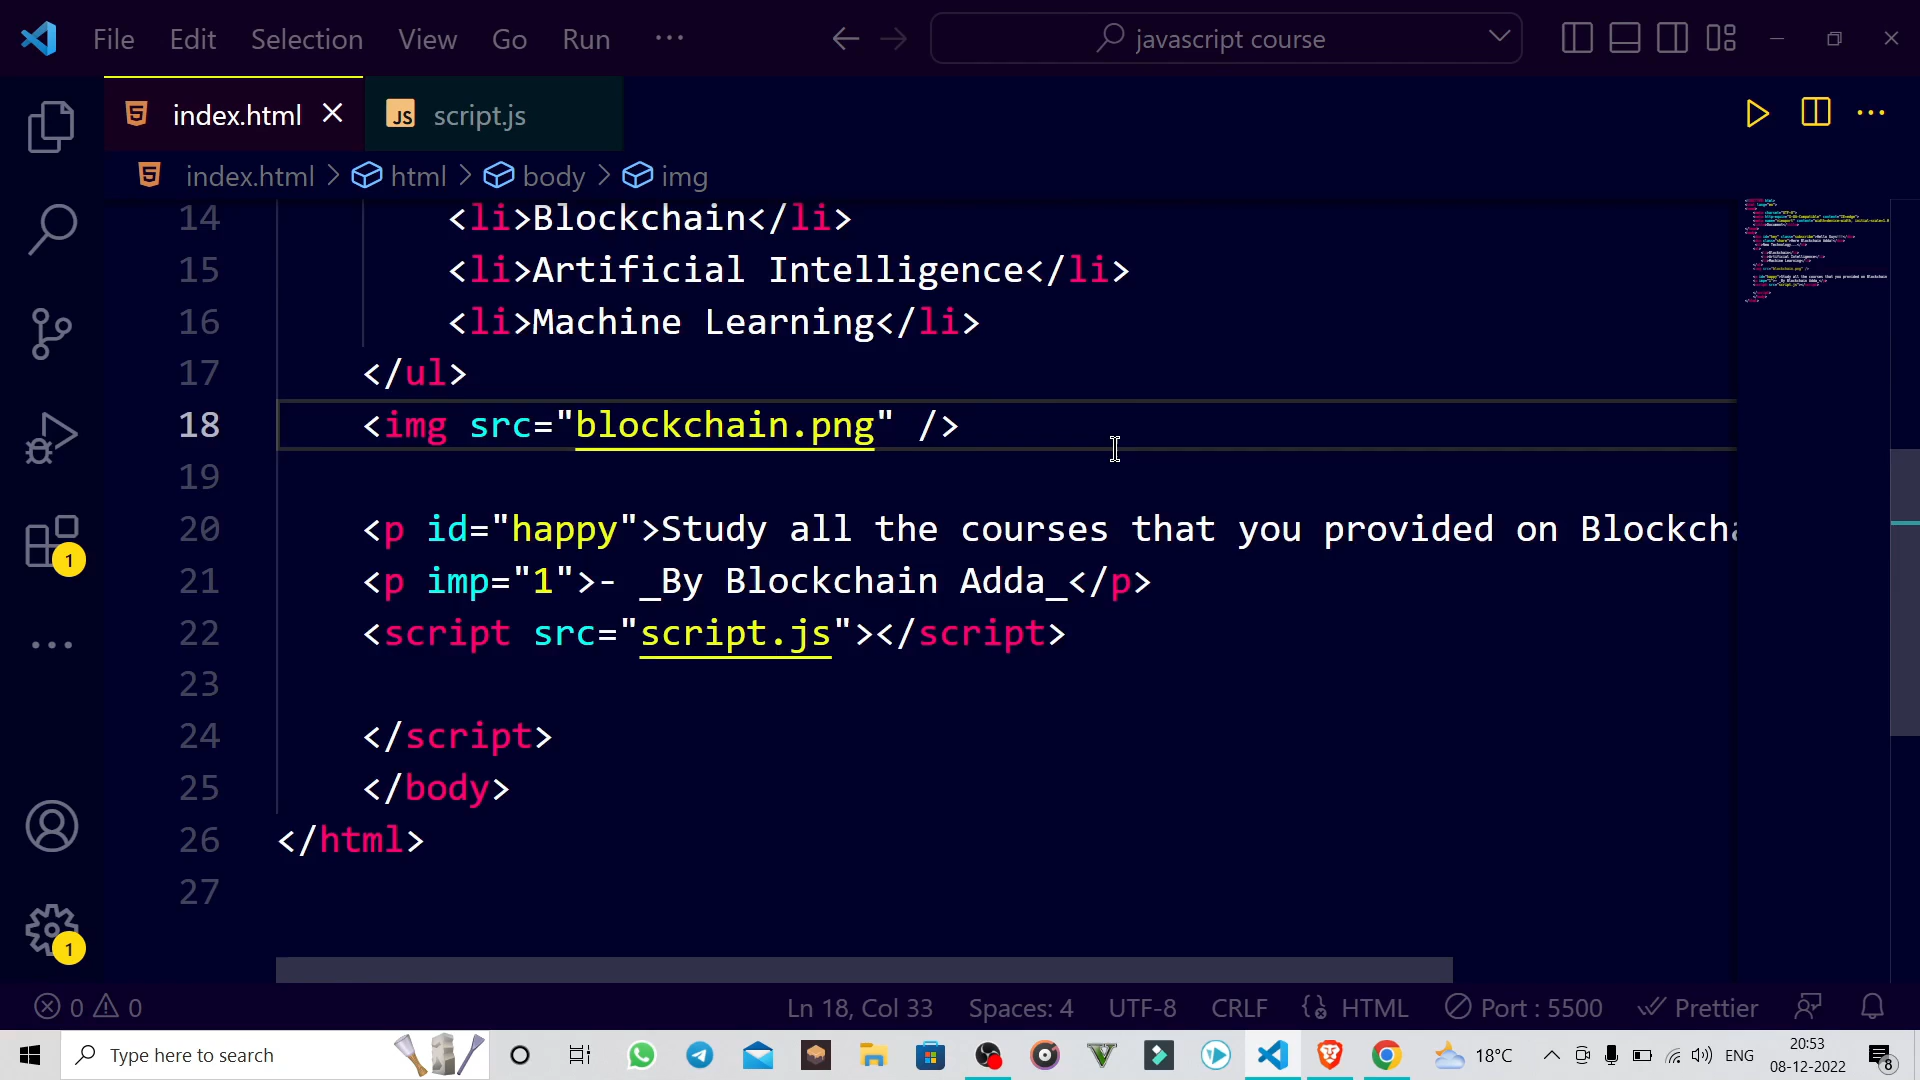 File Edit Selection View Go Run ... javascript course
index.html JS script.js
index.html > html > body > img
14 <li>Blockchain</li>
15 <li>Artificial Intelligence</li>
16 <li>Machine Learning</li>
17 </ul>
18 <img src="blockchain.png" />
19
20 <p id="happy">Study all the courses that you provided on Blockcha
21 <p imp="1">- _By Blockchain Adda_</p>
22 <script src="script.js"></script>
23
24 </script>
25 </body>
26 </html>
27
1
1
0 0 Ln 18, Col 33 Spaces: 4 UTF-8 CRLF HTML Port : 5500 Prettier
Type here to search 18°C ENG 20:53
08-12-2022 8